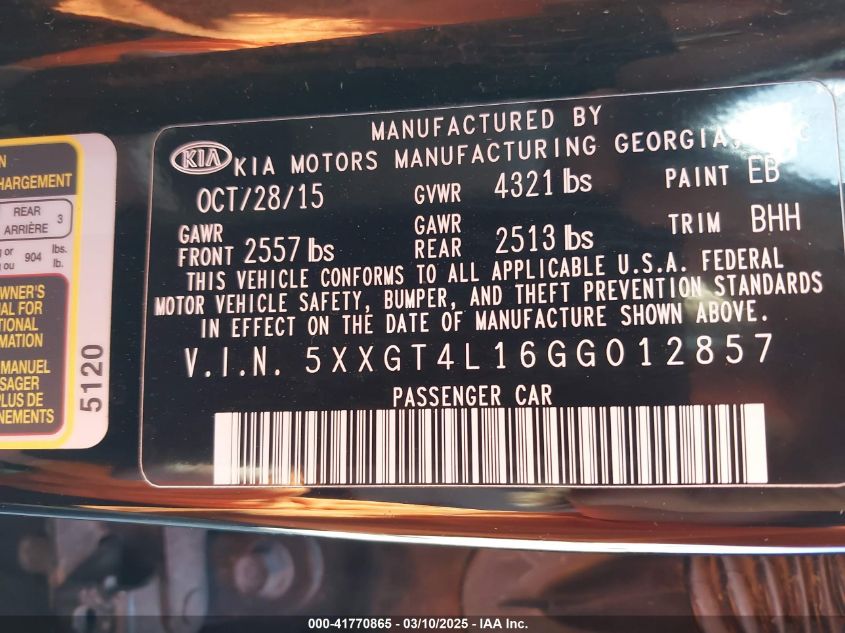 N
HARGEMENT
REAR
ARRIÈRE 3
904 lbs.
ou lb.
WNER'S
AL FOR
TIONAL
MATION
MANUEL
SAGER
PLUS DE
NEMENTS
5120
MANUFACTURED BY
KIA KIA MOTORS MANUFACTURING GEORGIA,
OCT/28/15 GVWR 4321 lbs PAINT EB
GAWR FRONT 2557 lbs GAWR REAR 2513 lbs TRIM BHH
THIS VEHICLE CONFORMS TO ALL APPLICABLE U.S.A. FEDERAL
MOTOR VEHICLE SAFETY, BUMPER, AND THEFT PREVENTION STANDARDS
IN EFFECT ON THE DATE OF MANUFACTURE SHOWN ABOVE.
V.I.N. 5XXGT4L16GG012857
PASSENGER CAR
000-41770865 - 03/10/2025 - IAA Inc.